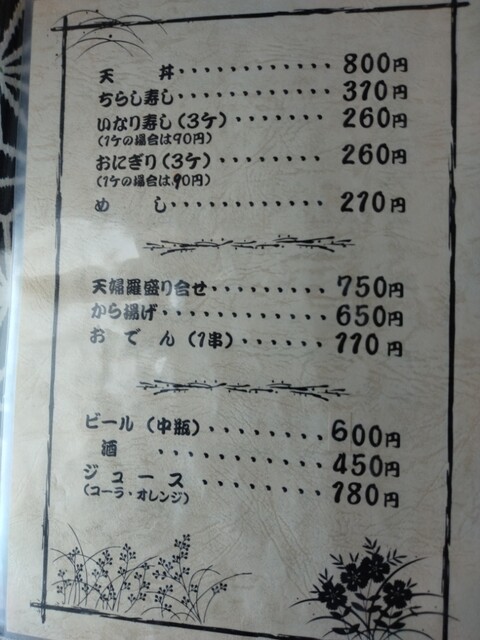 天　　丼・・・・・・・・・・・・800円
ちらし寿し・・・・・・・・・・・370円
いなり寿し（3ケ）・・・・・・・260円
（1ケの場合は90円）
おにぎり（3ケ）・・・・・・・・260円
（1ケの場合は90円）
め　　し・・・・・・・・・・・・270円
天婦羅盛り合せ・・・・・・・・・750円
から揚げ・・・・・・・・・・・・650円
お　で　ん（1串）・・・・・・・110円
ビール（中瓶）・・・・・・・・・600円
酒　・・・・・・・・・・・・・450円
ジュース・・・・・・・・・・・180円
（コーラ・オレンジ）